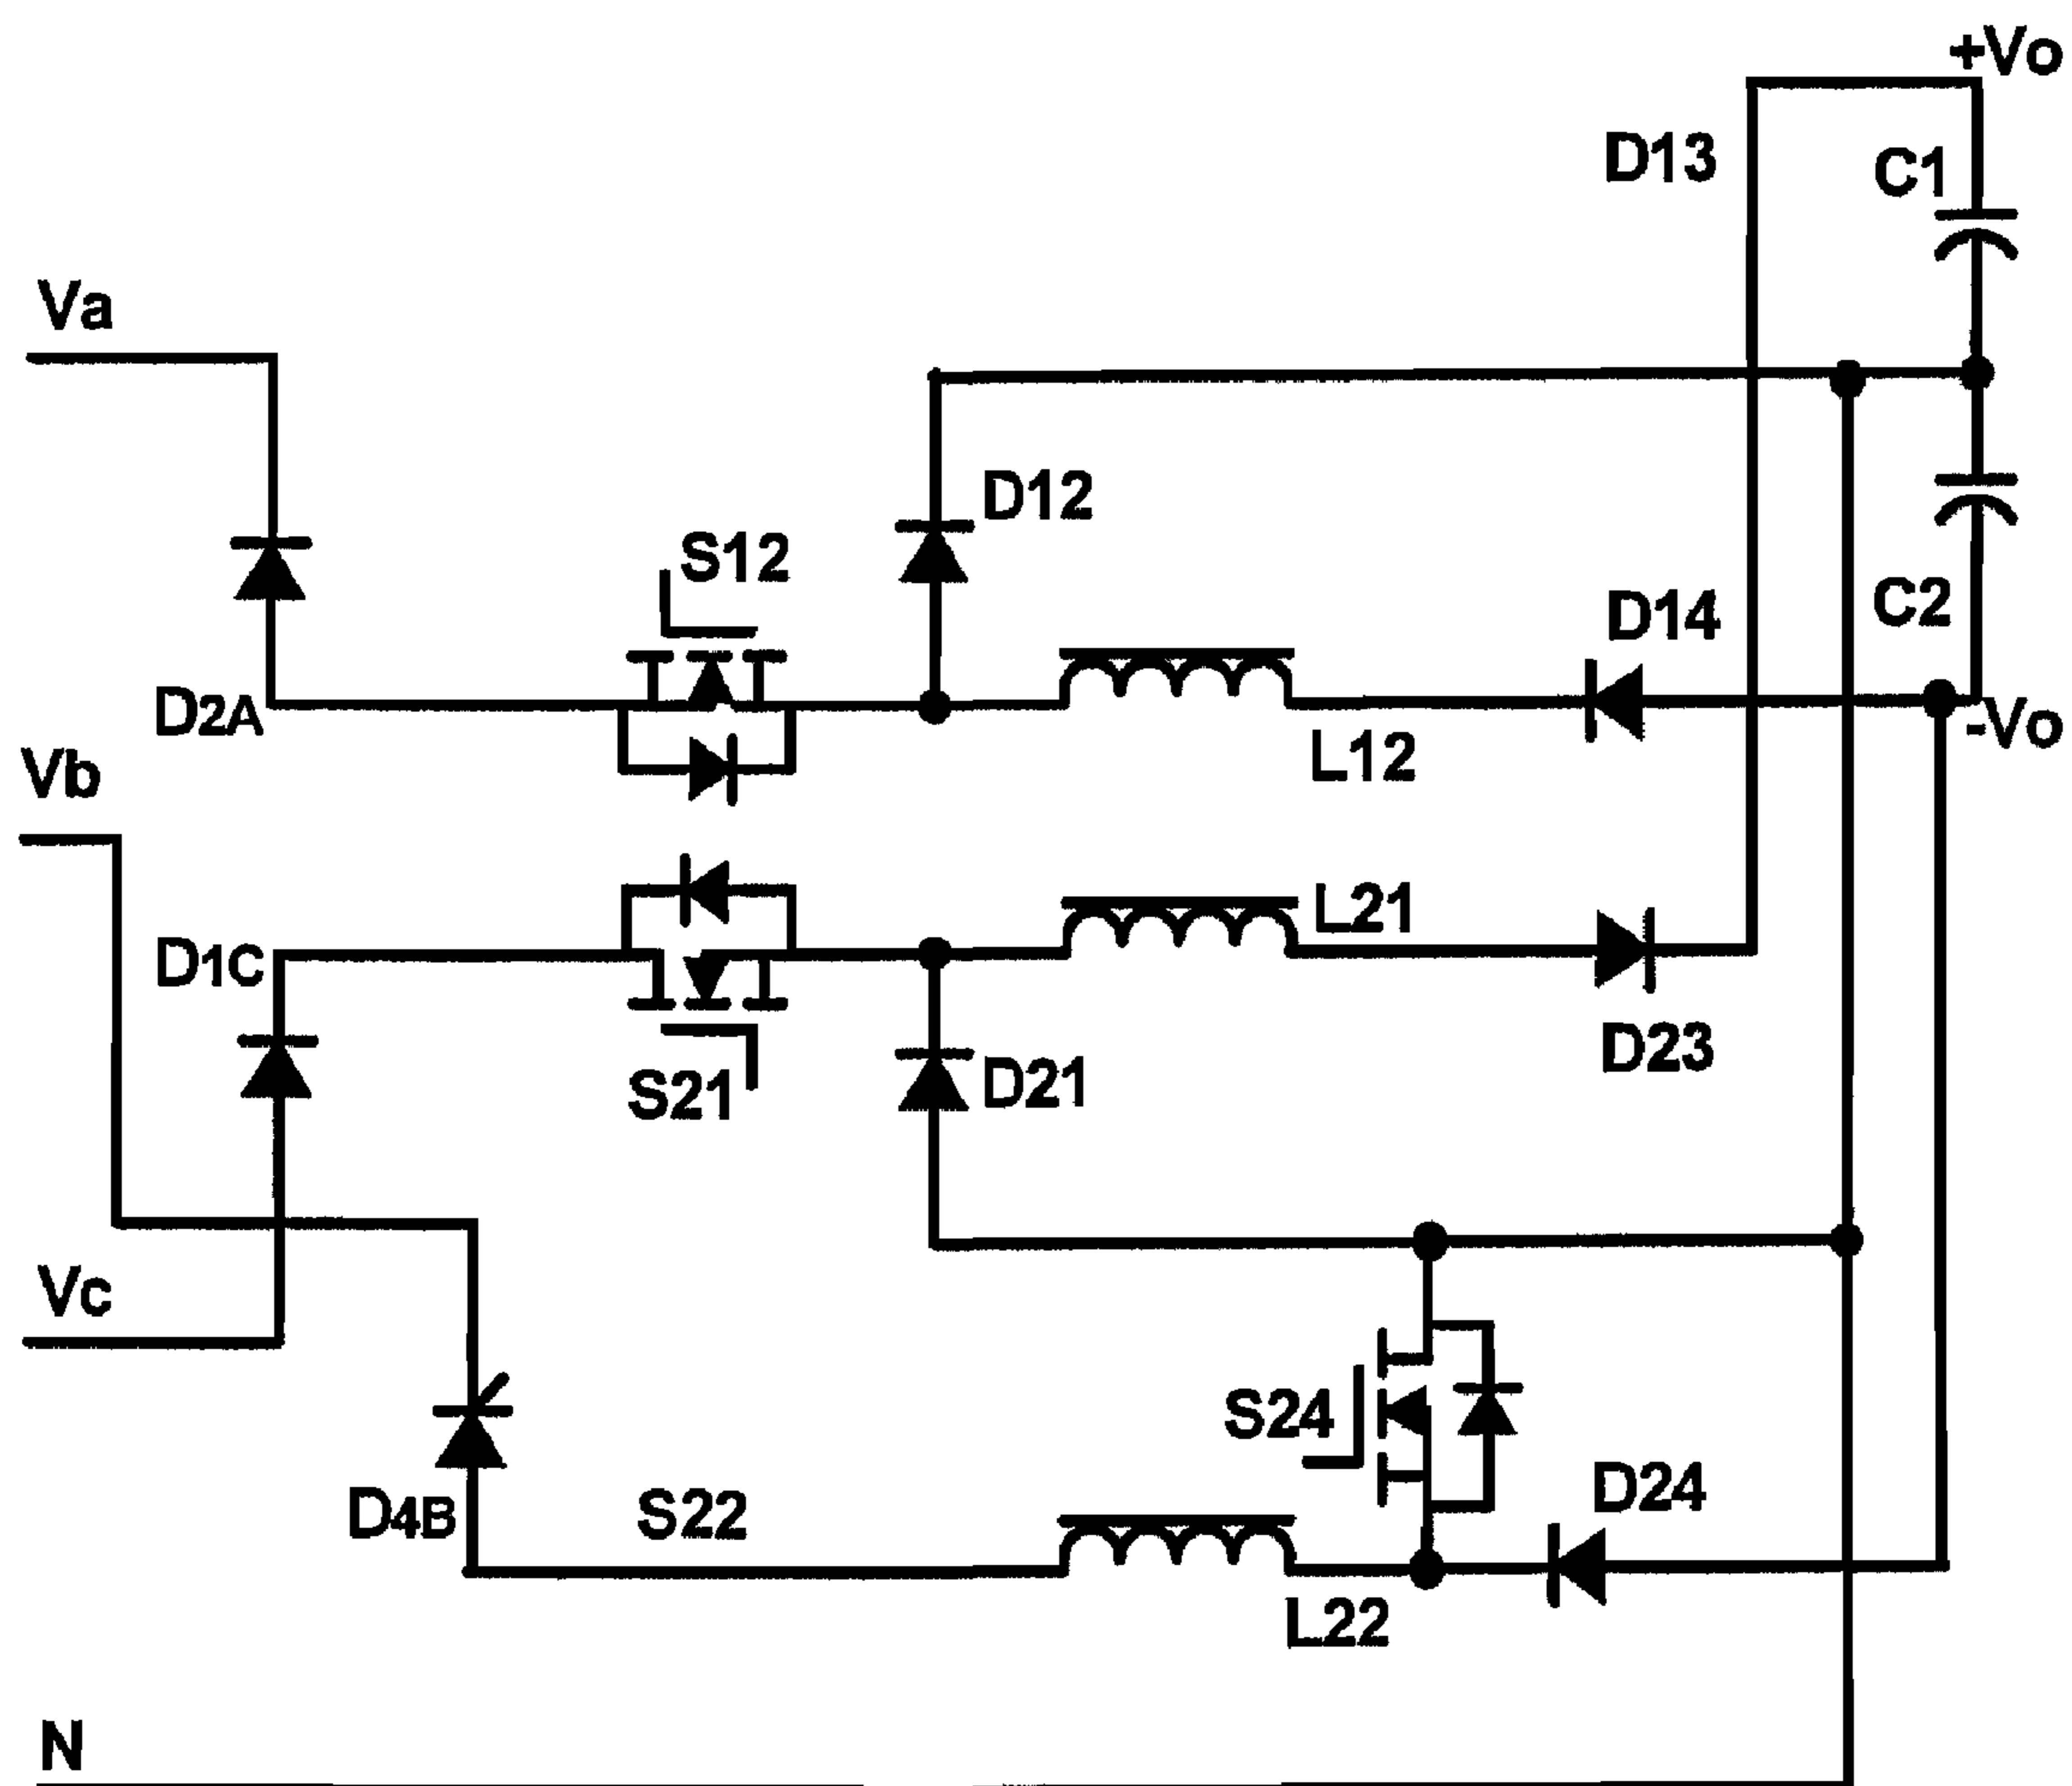 +Vo
D13
C1
Va
D12
S12
D14
C2
D2A
-Vo
L12
Vb
L21
D1C
D23
S21
D21
Vc
S24
D24
D4B
S22
L22
N